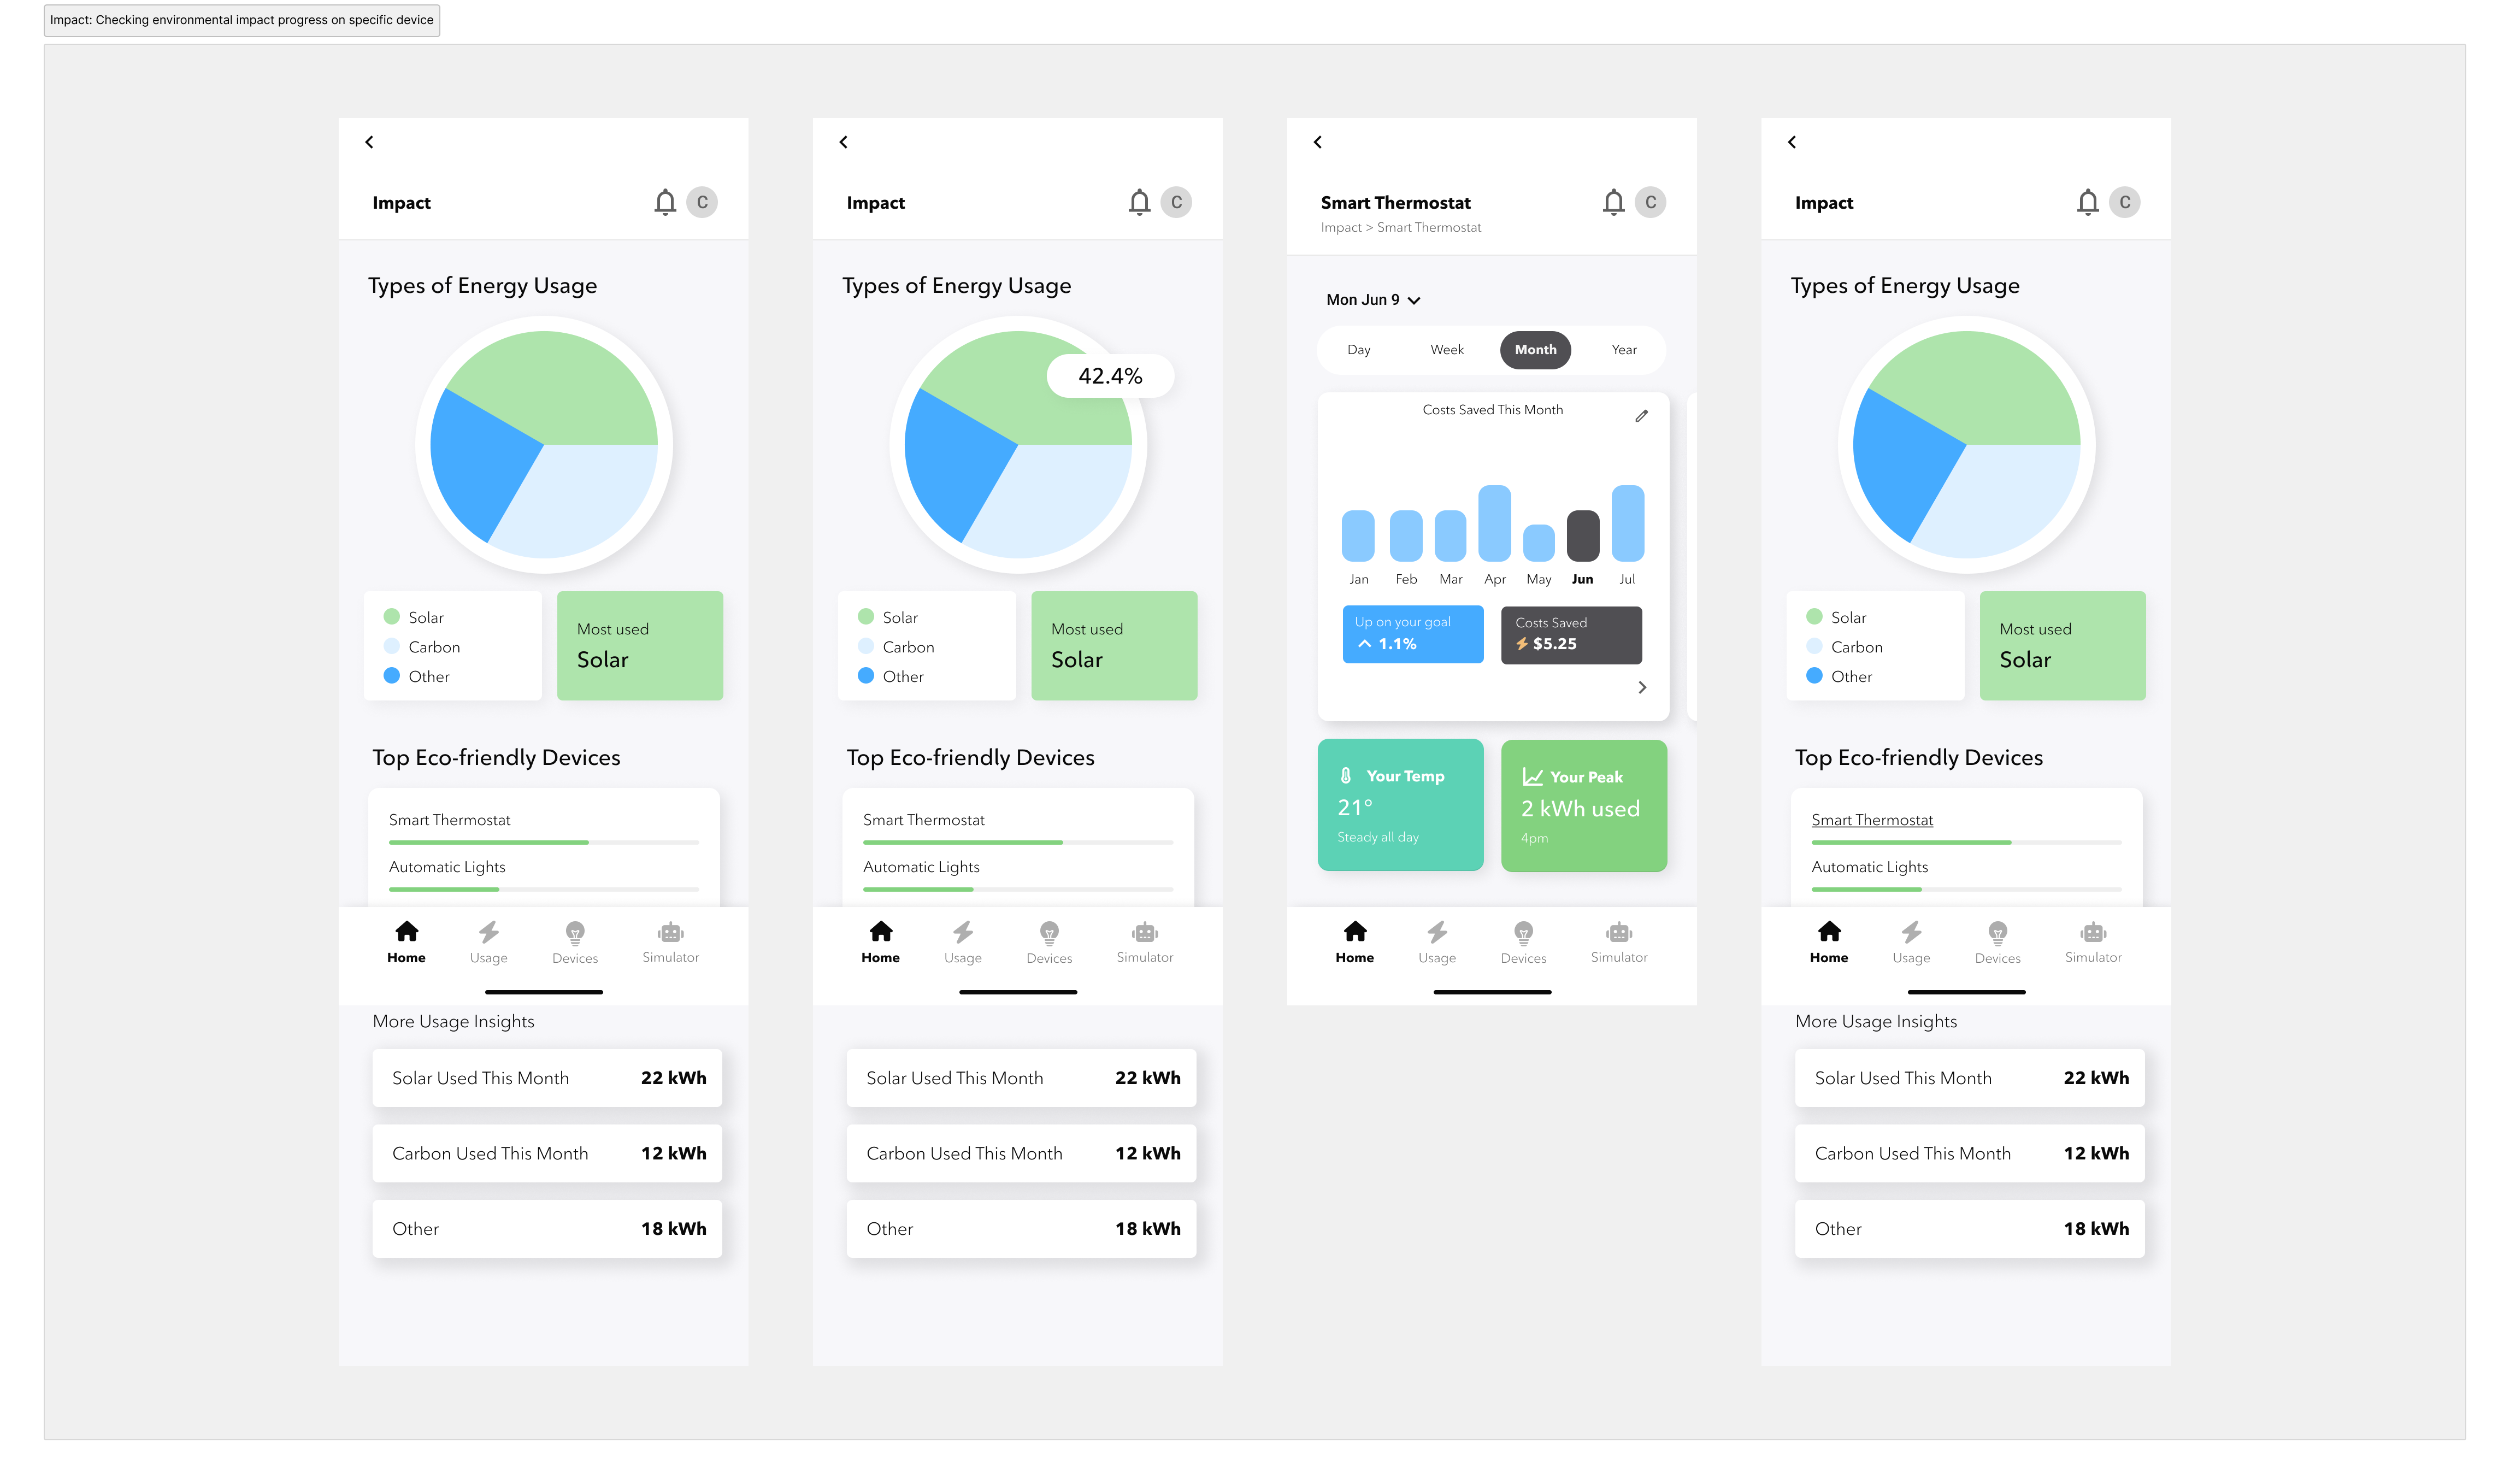 Impact: Checking environmental impact progress on specific device
Impact
C
Types of Energy Usage
Solar
Carbon
Other
Most used
Solar
Top Eco-friendly Devices
Smart Thermostat
Automatic Lights
Home
Usage
Devices
Simulator
More Usage Insights
Solar Used This Month 22 kWh
Carbon Used This Month 12 kWh
Other 18 kWh
Impact
C
Types of Energy Usage
42.4%
Solar
Carbon
Other
Most used
Solar
Top Eco-friendly Devices
Smart Thermostat
Automatic Lights
Home
Usage
Devices
Simulator
Solar Used This Month 22 kWh
Carbon Used This Month 12 kWh
Other 18 kWh
Smart Thermostat
C
Impact > Smart Thermostat
Mon Jun 9
Day Week Month Year
Costs Saved This Month
Jan Feb Mar Apr May Jun Jul
Up on your goal
1.1%
Costs Saved
$5.25
Your Temp
21°
Steady all day
Your Peak
2 kWh used
4pm
Home
Usage
Devices
Simulator
Impact
C
Types of Energy Usage
Solar
Carbon
Other
Most used
Solar
Top Eco-friendly Devices
Smart Thermostat
Automatic Lights
Home
Usage
Devices
Simulator
More Usage Insights
Solar Used This Month 22 kWh
Carbon Used This Month 12 kWh
Other 18 kWh